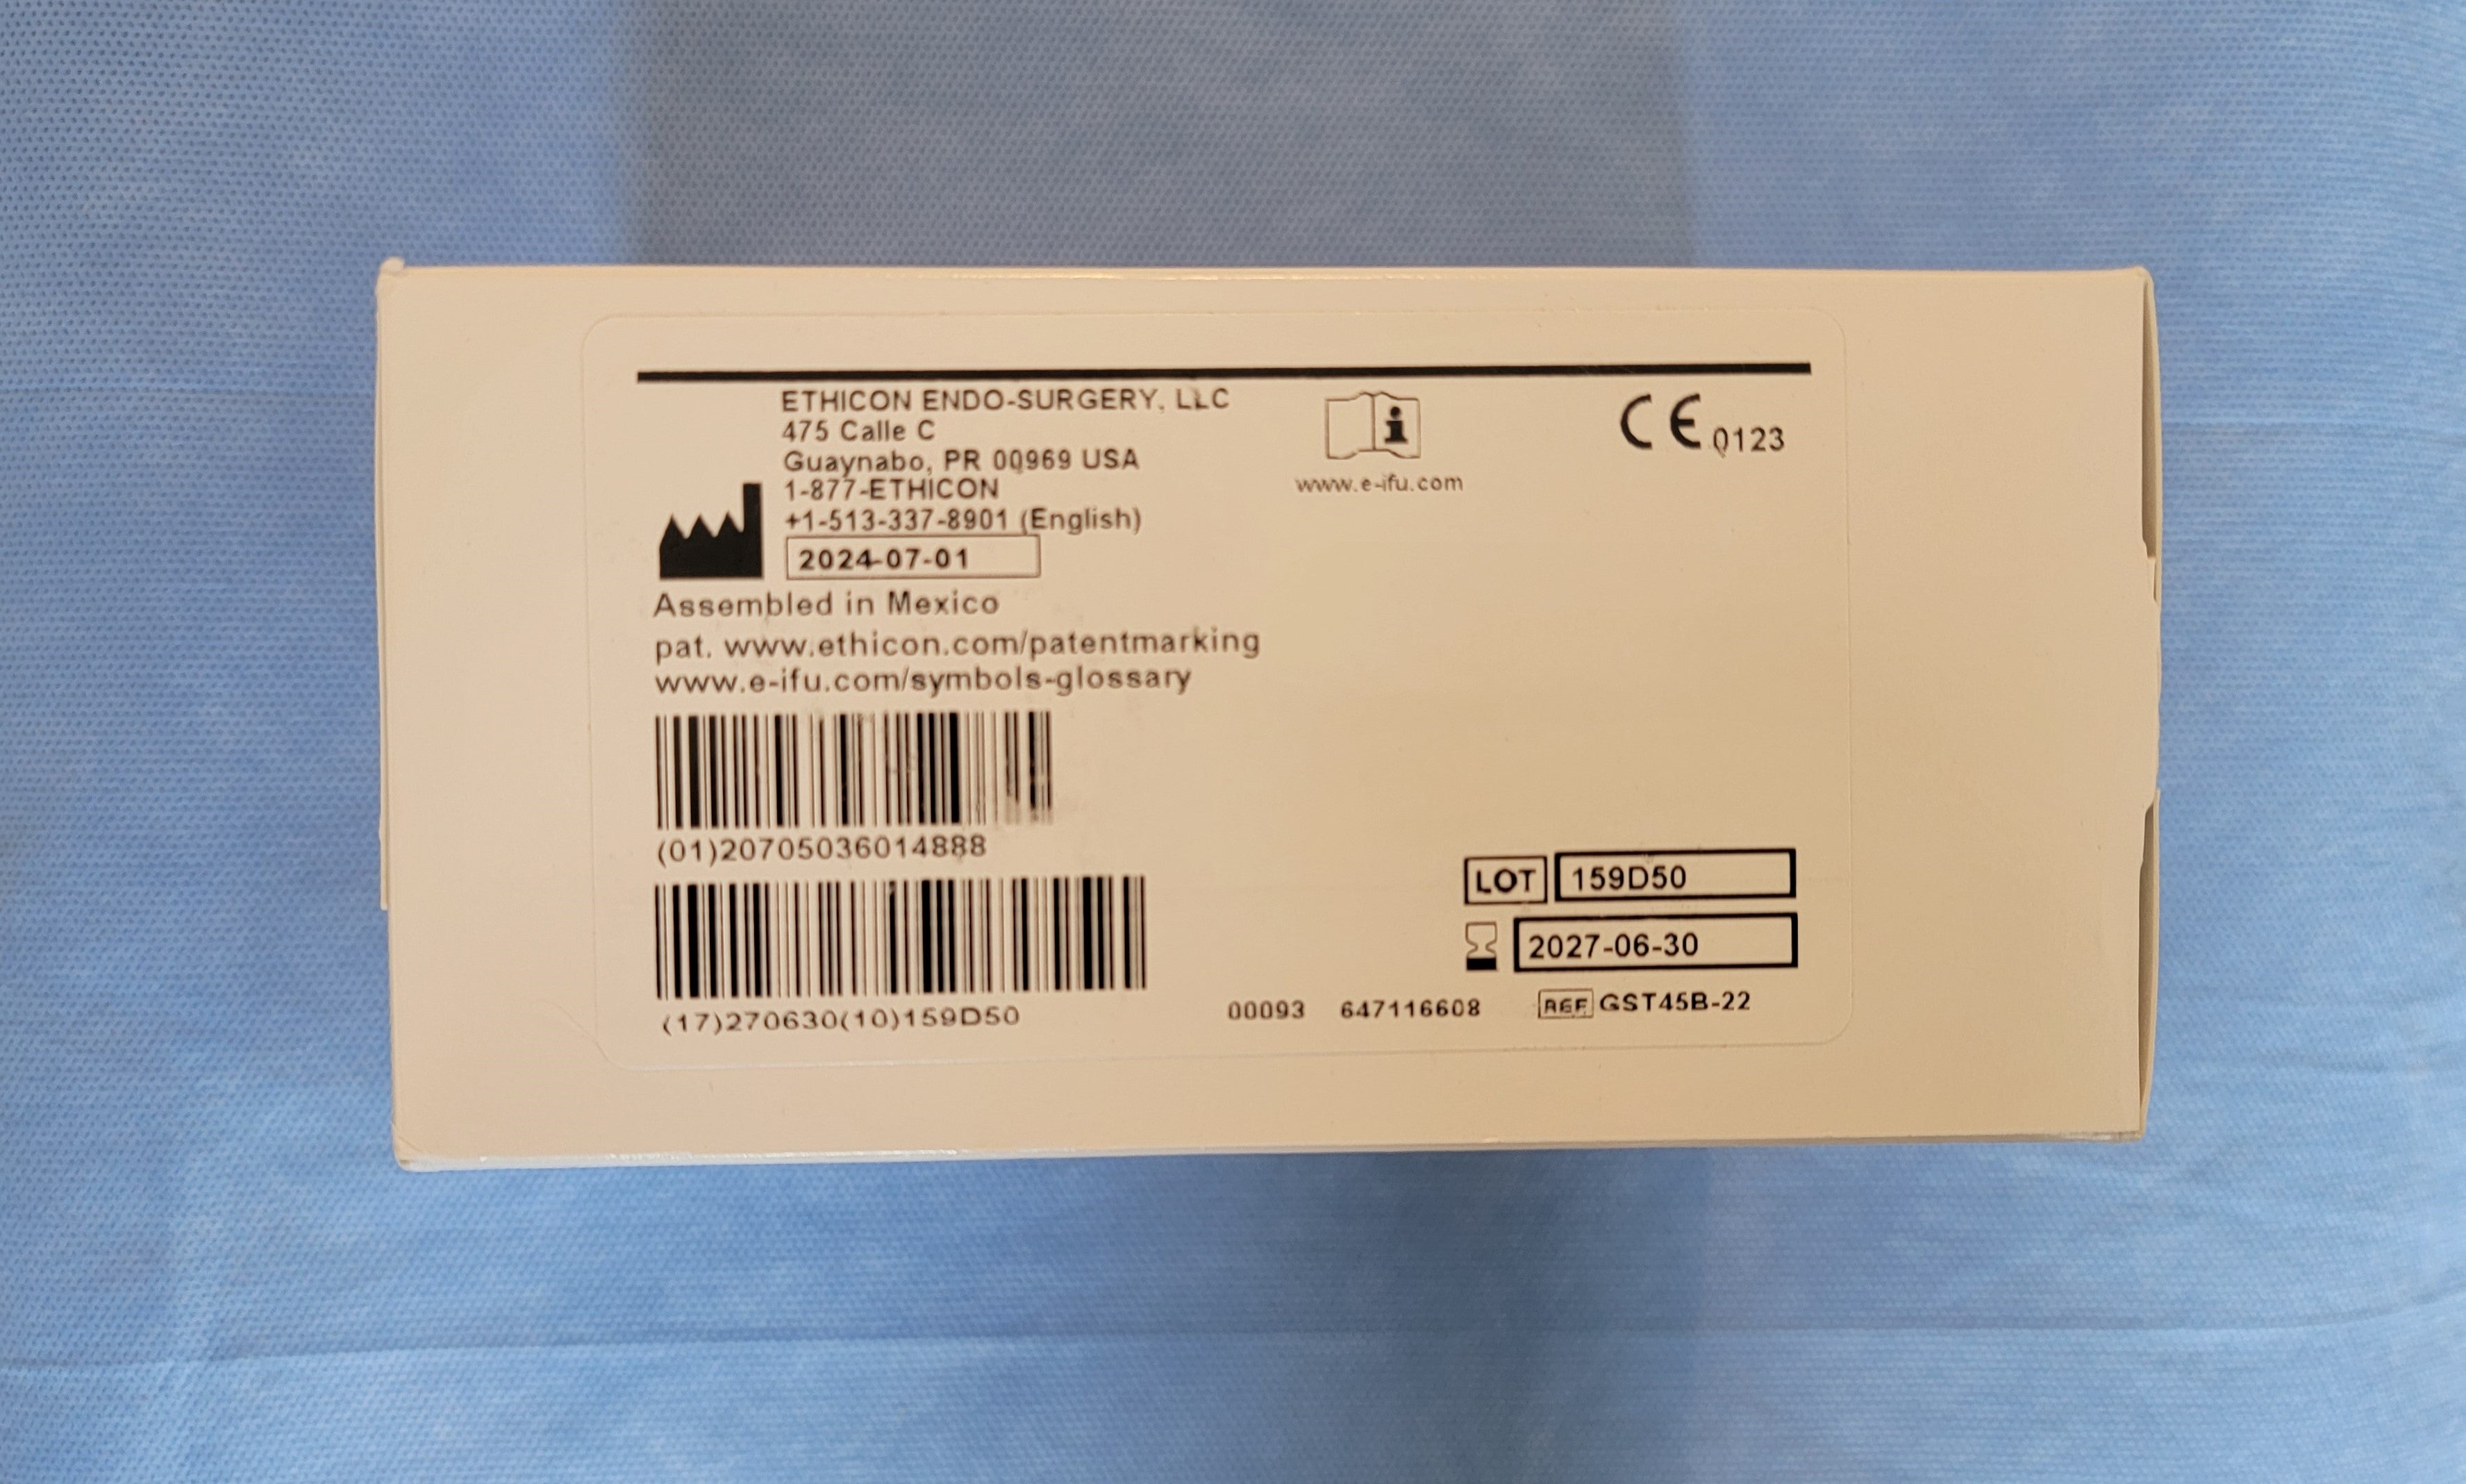 ETHICON ENDO-SURGERY, LLC
475 Calle C
Guaynabo, PR 00969 USA
1-877-ETHICON
+1-513-337-8901 (English)
2024-07-01
www.e-ifu.com
CE 0123
Assembled in Mexico
pat. www.ethicon.com/patentmarking
www.e-ifu.com/symbols-glossary
(01)20705036014888
LOT 159D50
2027-06-30
(17)270630(10)159D50
00093 647116608 REF GST45B-22